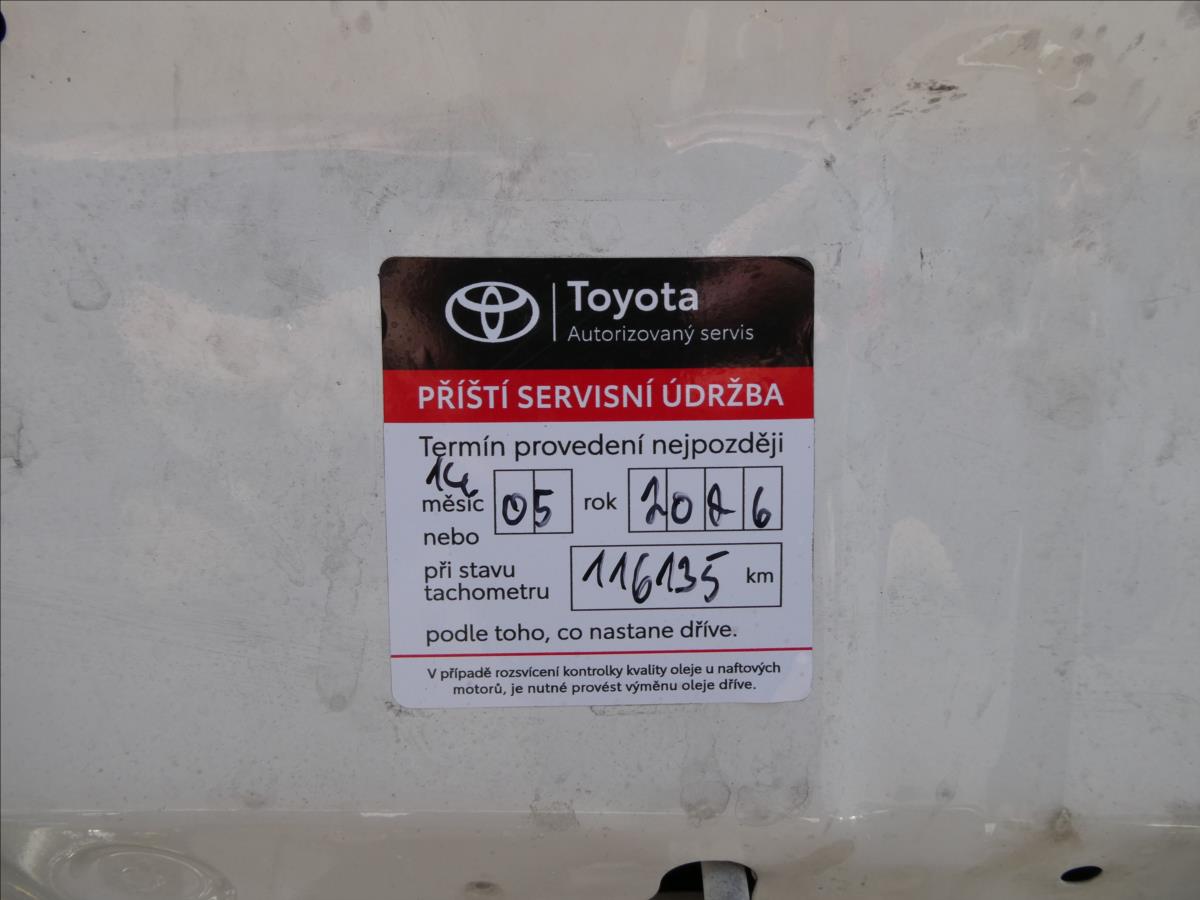 Toyota
Autorizovaný servis
PŘÍŠTÍ SERVISNÍ ÚDRŽBA
Termín provedení nejpozději
14
měsíc 05 rok 2026
nebo
při stavu
tachometru 116135 km
podle toho, co nastane dříve.
V případě rozsvícení kontrolky kvality oleje u naftových
motorů, je nutné provést výměnu oleje dříve.